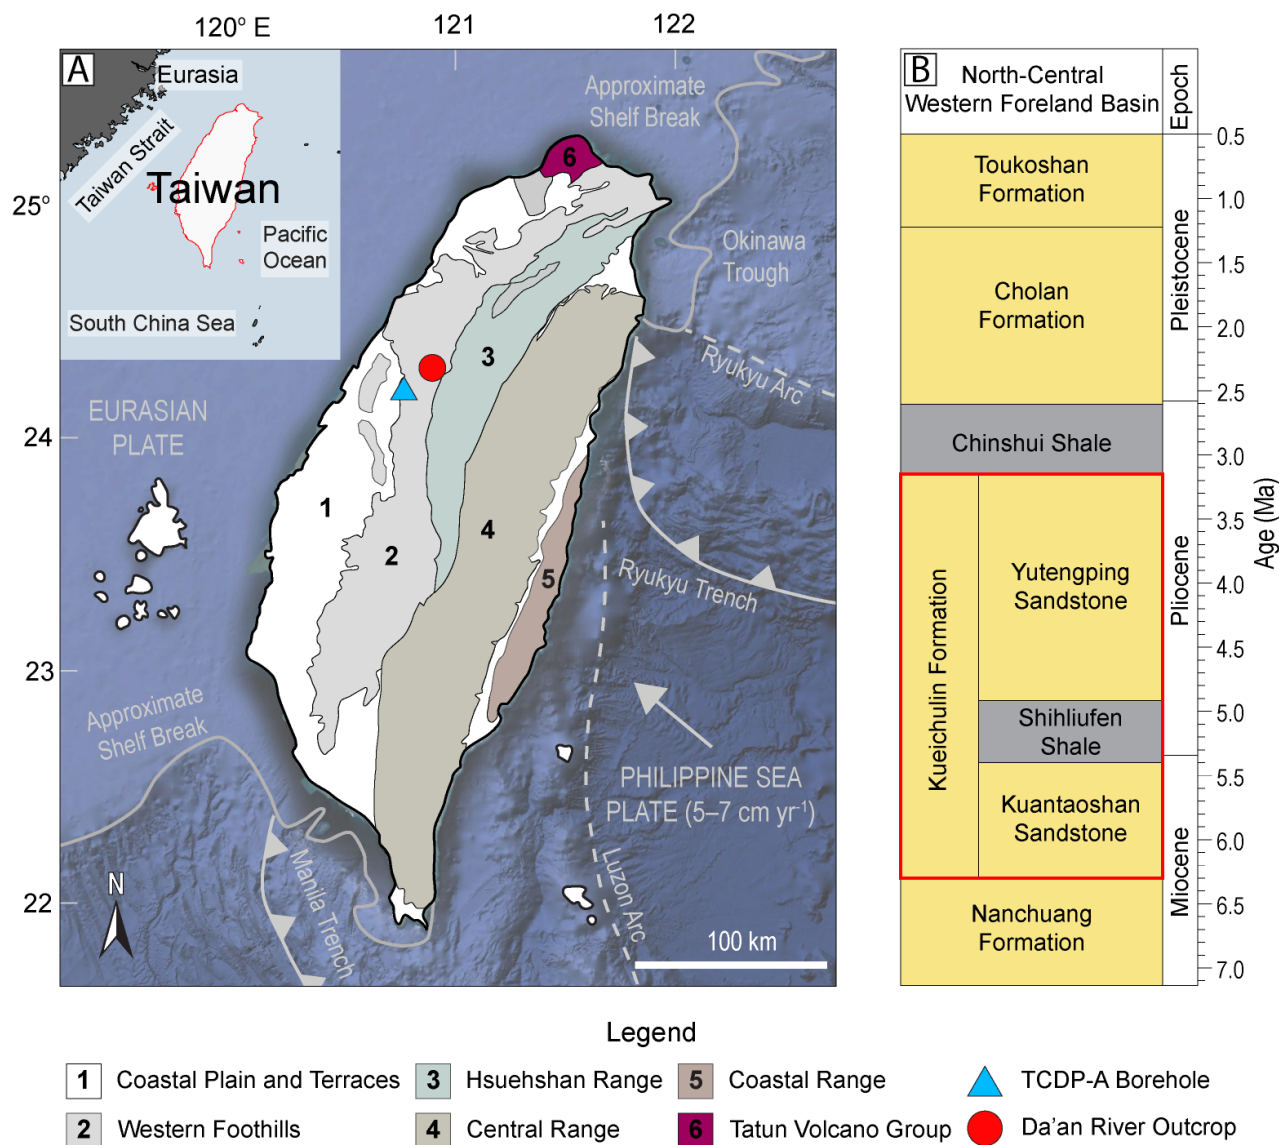 120° E
121
122
A
Eurasia
Taiwan Strait
Taiwan
Pacific
Ocean
South China Sea
Approximate
Shelf Break
6
25°
Okinawa
Trough
3
Ryukyu Arc
EURASIAN
PLATE
24
1
4
2
5
Ryukyu Trench
23
Approximate
Shelf Break
PHILIPPINE SEA
PLATE (5–7 cm yr⁻¹)
Manila Trench
Luzon Arc
N
22
100 km
B
North-Central
Western Foreland Basin
Epoch
Toukoshan
Formation
Cholan
Formation
Pleistocene
Chinshui Shale
Kueichulin Formation
Yutengping
Sandstone
Pliocene
Shihliufen
Shale
Kuantaoshan
Sandstone
Miocene
Nanchuang
Formation
0.5
1.0
1.5
2.0
2.5
3.0
3.5
4.0
4.5
5.0
5.5
6.0
6.5
7.0
Age (Ma)
Legend
1 Coastal Plain and Terraces
3 Hsuehshan Range
5 Coastal Range
TCDP-A Borehole
2 Western Foothills
4 Central Range
6 Tatun Volcano Group
Da'an River Outcrop